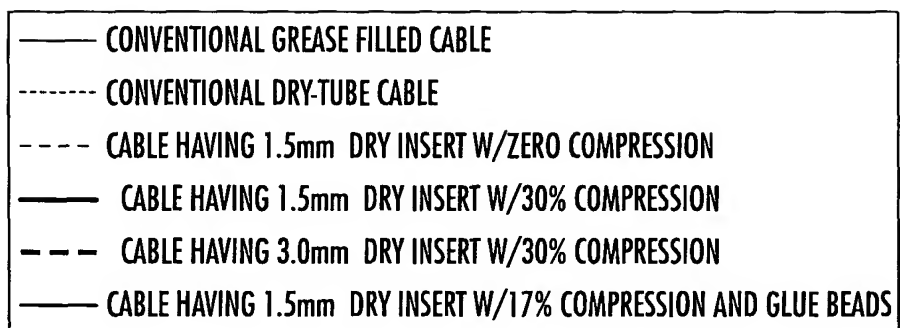 CONVENTIONAL GREASE FILLED CABLE
CONVENTIONAL DRY-TUBE CABLE
CABLE HAVING 1.5mm DRY INSERT W/ZERO COMPRESSION
CABLE HAVING 1.5mm DRY INSERT W/30% COMPRESSION
CABLE HAVING 3.0mm DRY INSERT W/30% COMPRESSION
CABLE HAVING 1.5mm DRY INSERT W/17% COMPRESSION AND GLUE BEADS